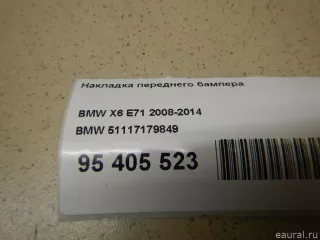 Накладка переднего бампера
BMW X6 E71 2008-2014
BMW 51117179849
95 405 523
eaural.ru